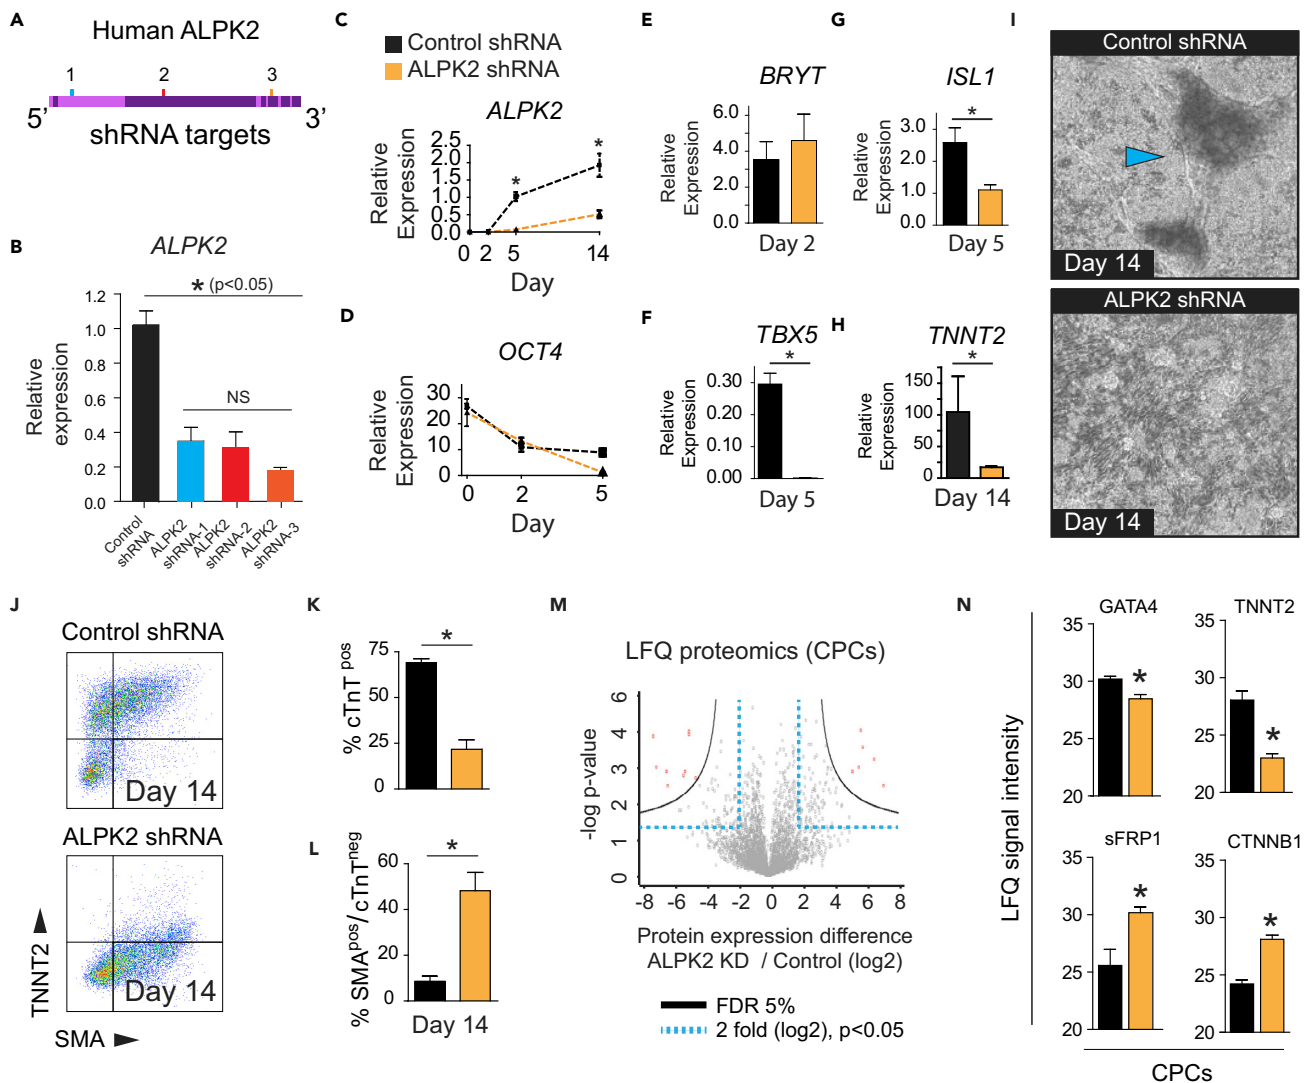 A
Human ALPK2
1
2
3
5'
3'
shRNA targets
B
ALPK2
* (p<0.05)
NS
Relative
expression
1.2
1.0
0.8
0.6
0.4
0.2
0.0
Control
shRNA
ALPK2
shRNA-1
ALPK2
shRNA-2
ALPK2
shRNA-3
C
Control shRNA
ALPK2 shRNA
ALPK2
Relative
Expression
2.5
2.0
1.5
1.0
0.5
0.0
*
*
0 2 5 14
Day
D
OCT4
Relative
Expression
30
20
10
0
0 2 5
Day
E
BRYT
Relative
Expression
6.0
4.0
2.0
0.0
Day 2
F
TBX5
*
Relative
Expression
0.30
0.20
0.00
Day 5
G
ISL1
*
Relative
Expression
3.0
2.0
1.0
0.0
Day 5
H
TNNT2
*
Relative
Expression
150
100
50
0
Day 14
I
Control shRNA
Day 14
ALPK2 shRNA
Day 14
J
Control shRNA
Day 14
ALPK2 shRNA
Day 14
TNNT2
SMA
K
% cTnT pos
75
25
0
*
L
% SMApos/cTnTneg
60
40
20
0
*
Day 14
M
LFQ proteomics (CPCs)
-log p-value
6
5
4
3
2
1
0
-8 -6 -4 -2 0 2 4 6 8
Protein expression difference
ALPK2 KD / Control (log2)
FDR 5%
2 fold (log2), p<0.05
N
LFQ signal intensity
GATA4
35
30
25
20
*
TNNT2
35
30
25
20
*
sFRP1
35
30
25
20
*
CTNNB1
35
30
25
20
*
CPCs